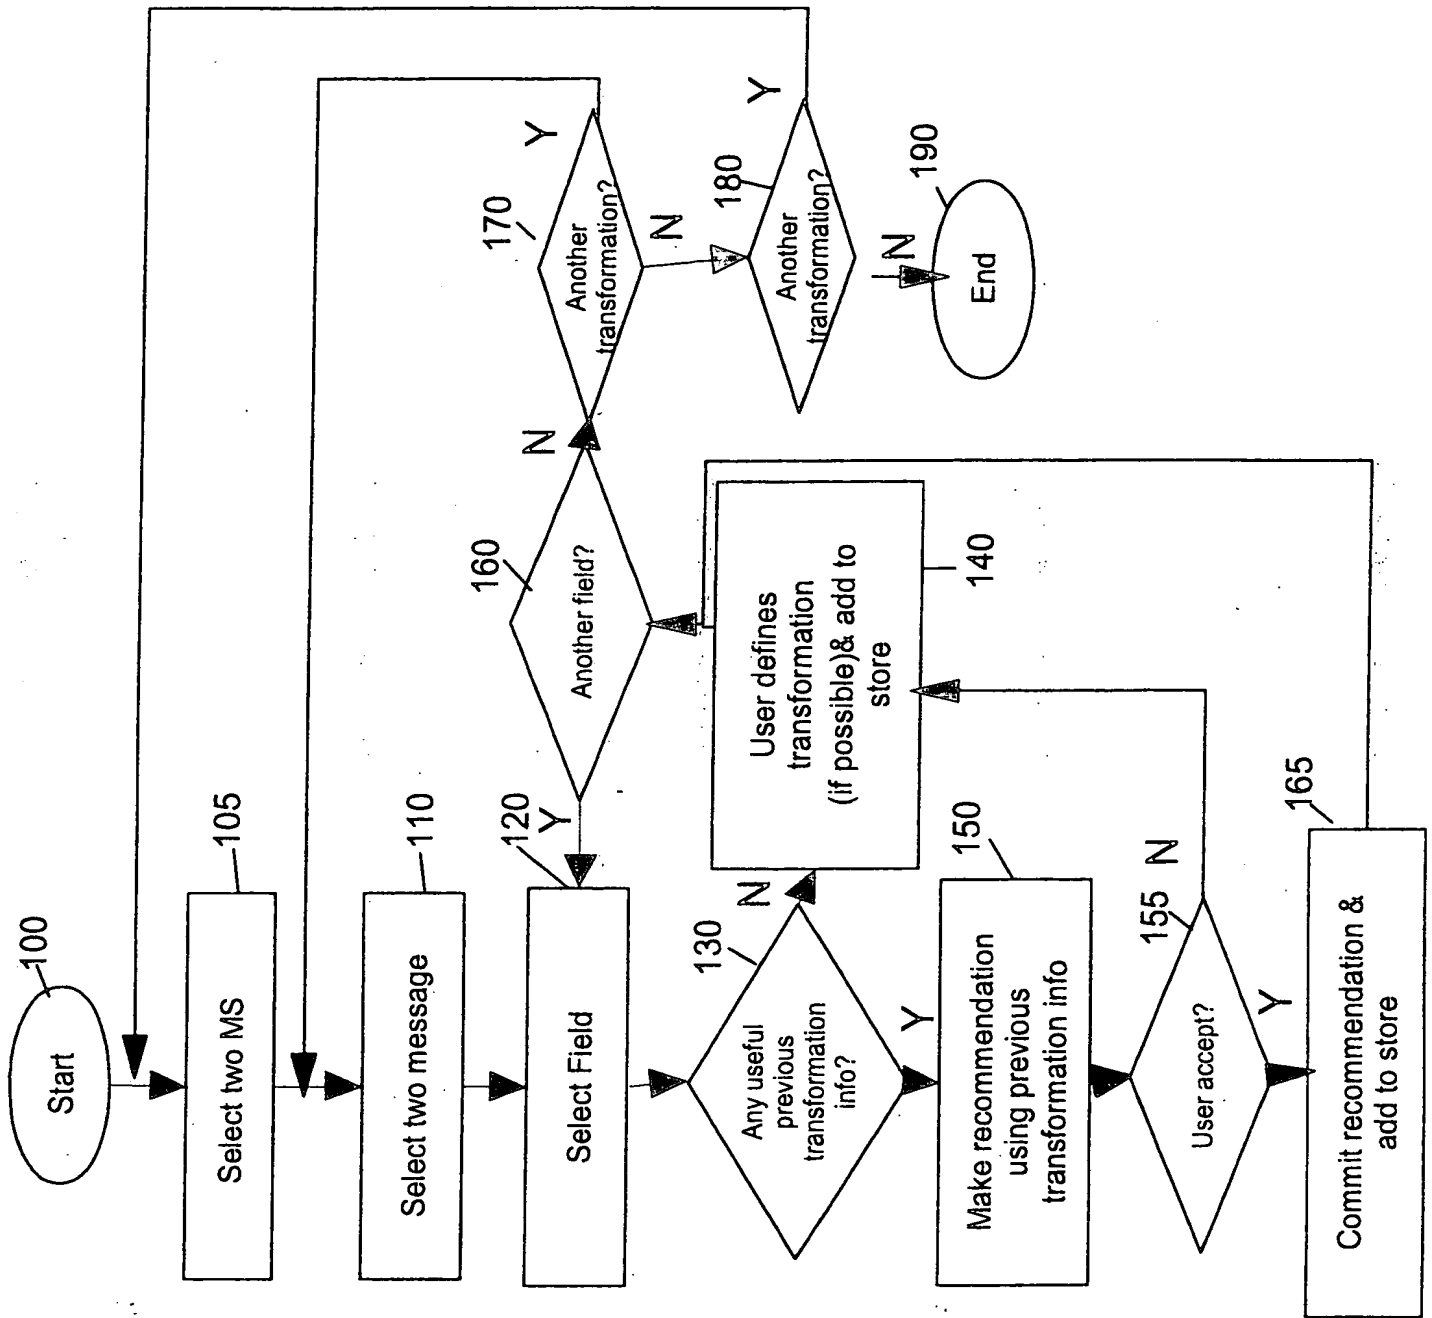 100
Start
105
Select two MS
110
Select two message
120
Select Field
130
Any useful
previous
transformation
info?
N
Y
140
User defines
transformation
(if possible)& add to
store
150
Make recommendation
using previous
transformation info
155
User accept?
N
Y
165
Commit recommendation &
add to store
160
Another field?
Y
N
170
Another
transformation?
Y
N
180
Another
transformation?
Y
N
190
End